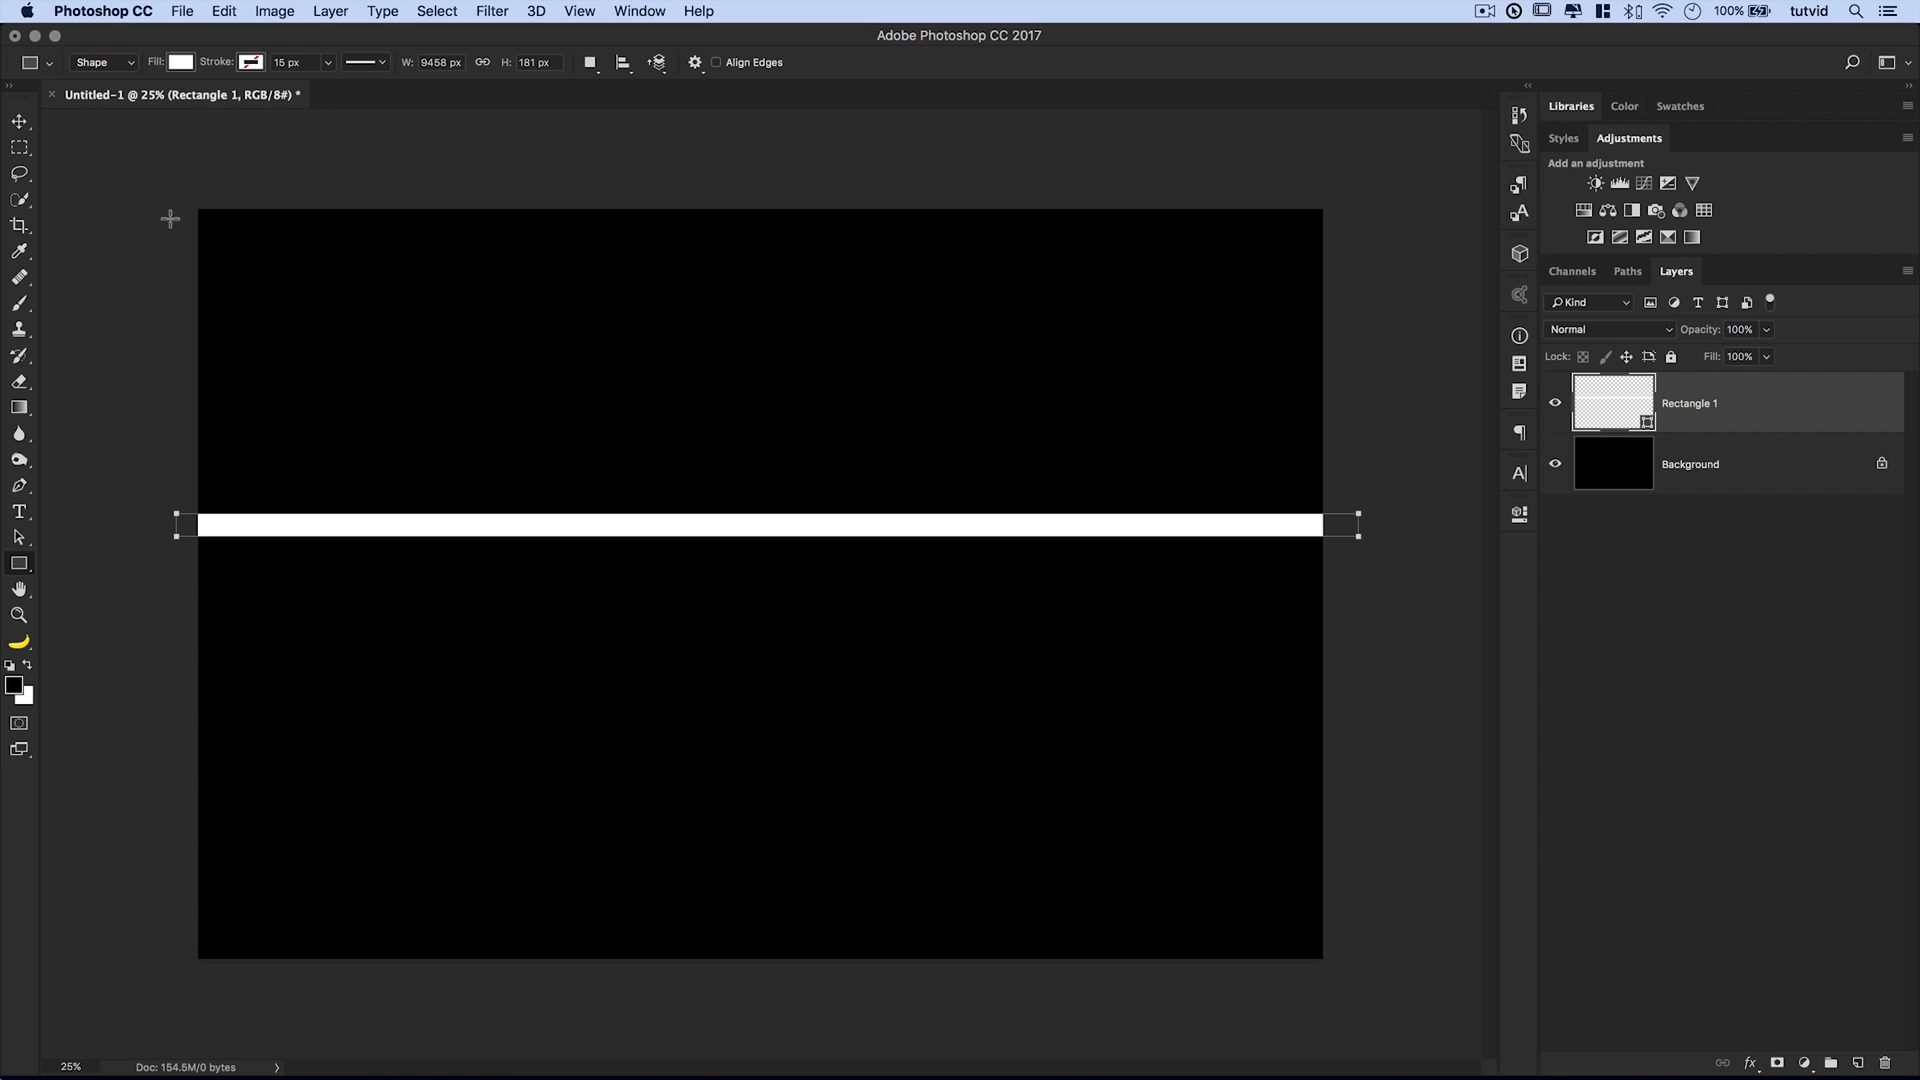 Photoshop CC File Edit Image Layer Type Select Filter 3D View Window Help 100% tutvid
Adobe Photoshop CC 2017
Shape Fill: Stroke: 15 px W: 9458 px H: 181 px Align Edges
Untitled-1 @ 25% (Rectangle 1, RGB/8#) *
Libraries Color Swatches
Styles Adjustments
Add an adjustment
Channels Paths Layers
Kind
Normal Opacity: 100%
Lock: Fill: 100%
Rectangle 1
Background
25% Doc: 154.5M/0 bytes